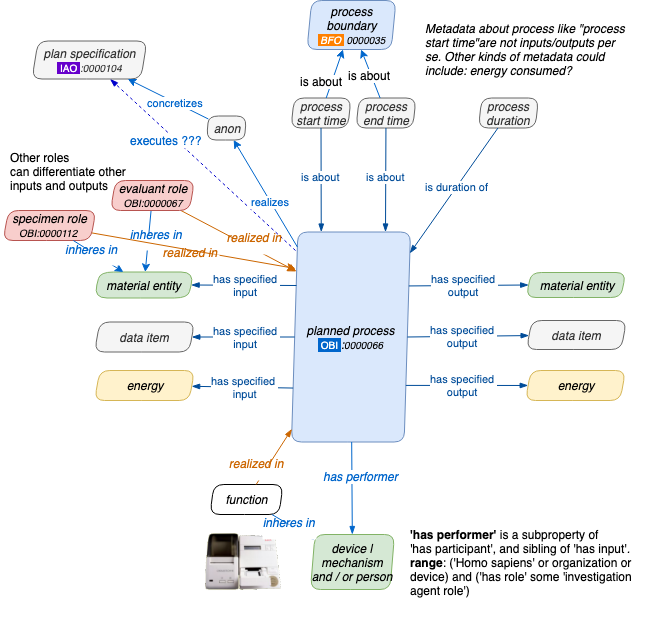 process
boundary
BFO :0000035
Metadata about process like "process
start time"are not inputs/outputs per
se. Other kinds of metadata could
include: energy consumed?
plan specification
IAO :0000104
is about
is about
concretizes
process
start time
process
end time
process
duration
anon
executes ???
Other roles
can differentiate other
inputs and outputs
is about
is about
is duration of
evaluant role
OBI:0000067
realizes
specimen role
OBI:0000112
inheres in
realized in
inheres in
realized in
material entity
has specified
input
has specified
output
material entity
data item
has specified
input
planned process
OBI :0000066
has specified
output
data item
energy
has specified
input
has specified
output
energy
realized in
has performer
function
inheres in
device |
mechanism
and / or person
'has performer' is a subproperty of
'has participant', and sibling of 'has input'.
range: ('Homo sapiens' or organization or
device) and ('has role' some 'investigation
agent role')